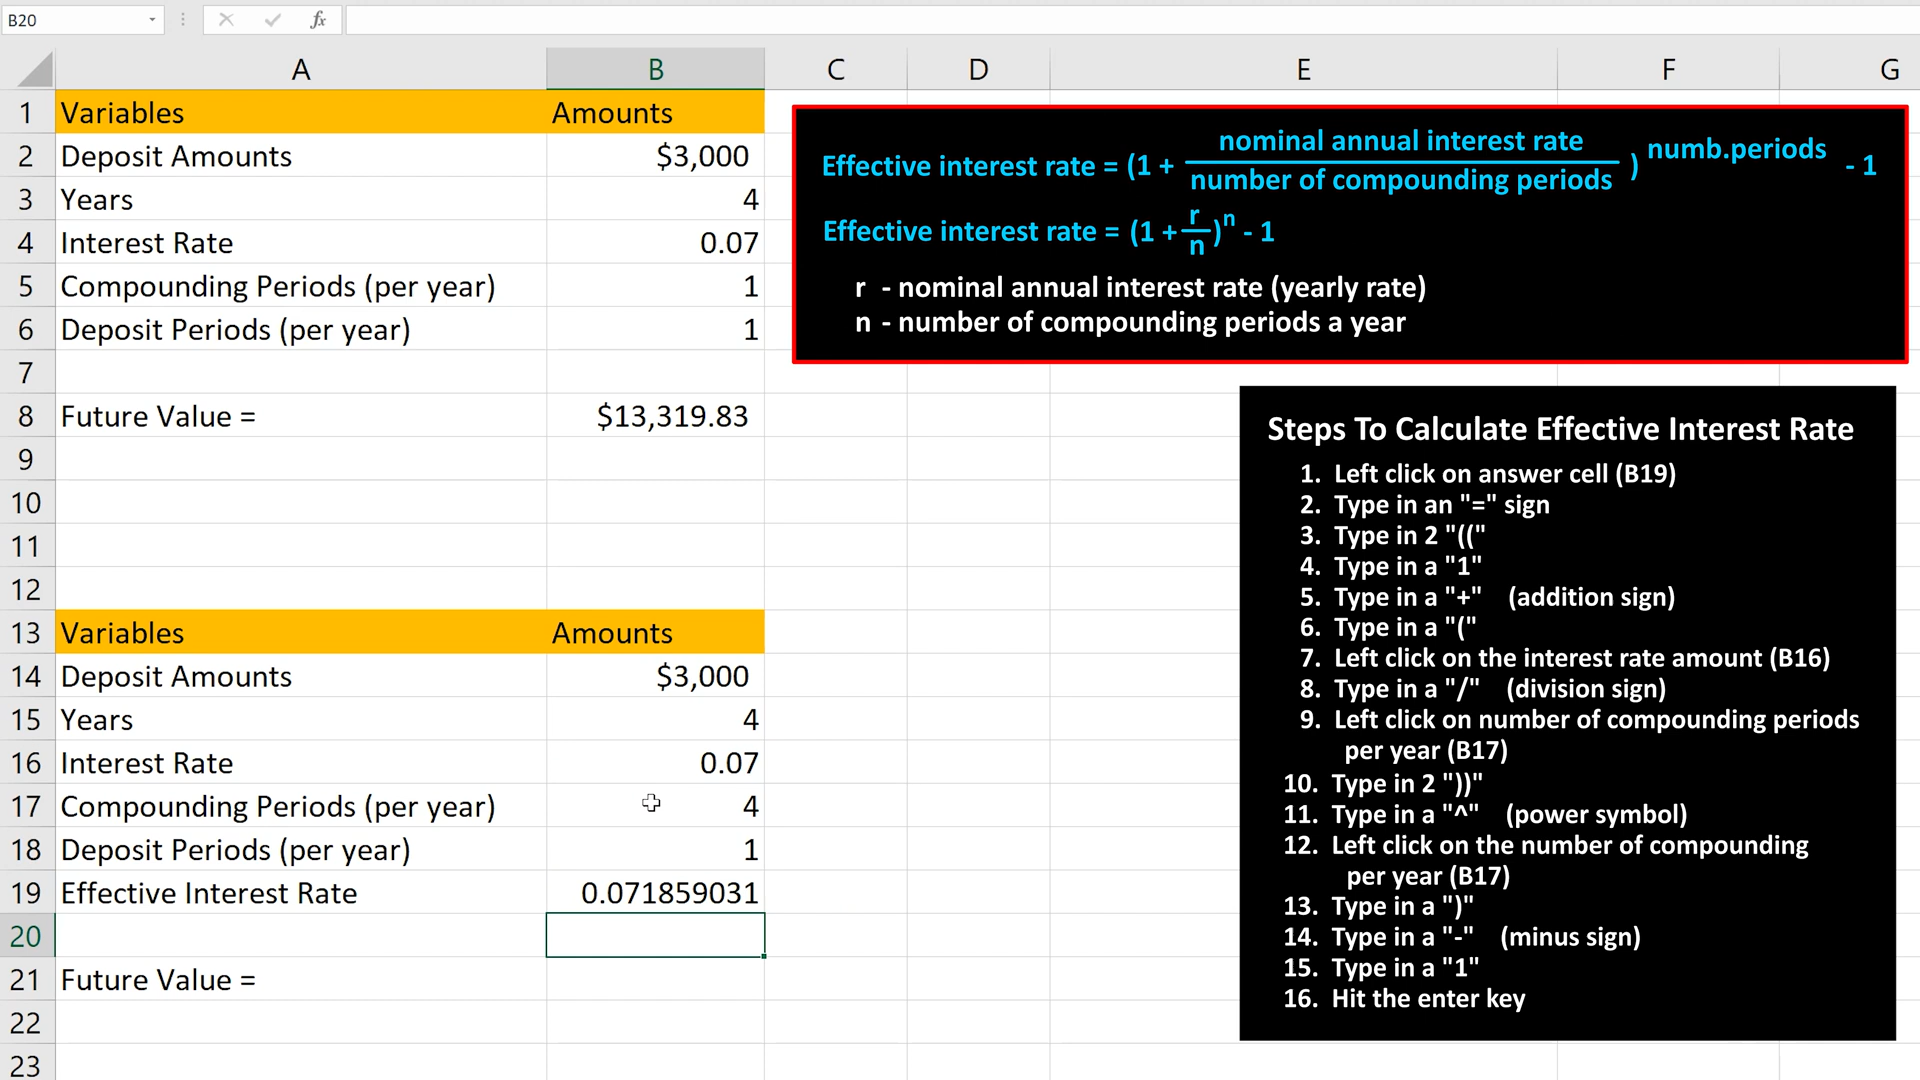 B20
fx
A B C D E F G
1 Variables Amounts
2 Deposit Amounts $3,000
3 Years 4
4 Interest Rate 0.07
5 Compounding Periods (per year) 1
6 Deposit Periods (per year) 1
7
8 Future Value = $13,319.83
9
10
11
12
13 Variables Amounts
14 Deposit Amounts $3,000
15 Years 4
16 Interest Rate 0.07
17 Compounding Periods (per year) 4
18 Deposit Periods (per year) 1
19 Effective Interest Rate 0.071859031
20
21 Future Value =
22
23
Effective interest rate = (1 + nominal annual interest rate / number of compounding periods ) numb.periods - 1
Effective interest rate = (1 + r/n)^n - 1
r - nominal annual interest rate (yearly rate)
n - number of compounding periods a year
Steps To Calculate Effective Interest Rate
1. Left click on answer cell (B19)
2. Type in an "=" sign
3. Type in 2 "(("
4. Type in a "1"
5. Type in a "+" (addition sign)
6. Type in a "("
7. Left click on the interest rate amount (B16)
8. Type in a "/" (division sign)
9. Left click on number of compounding periods
per year (B17)
10. Type in 2 "))"
11. Type in a "^" (power symbol)
12. Left click on the number of compounding
per year (B17)
13. Type in a ")"
14. Type in a "-" (minus sign)
15. Type in a "1"
16. Hit the enter key